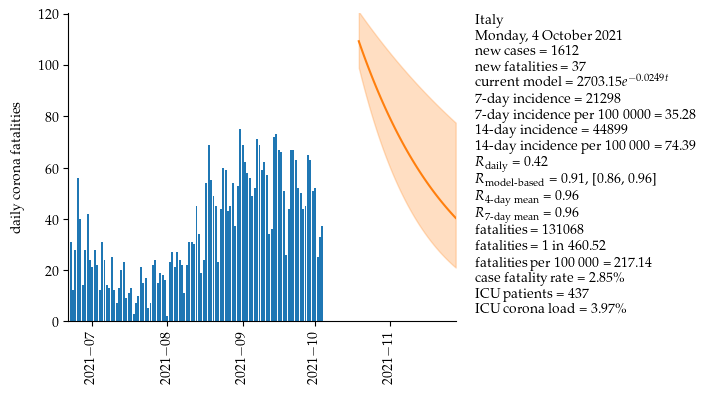 120
100
80
60
40
20
0
daily corona fatalities
2021−07
2021−08
2021−09
2021−10
2021−11
Italy
Monday, 4 October 2021
new cases = 1612
new fatalities = 37
current model = 2703.15e^{−0.0249t}
7-day incidence = 21298
7-day incidence per 100 0000 = 35.28
14-day incidence = 44899
14-day incidence per 100 000 = 74.39
R_daily = 0.42
R_model-based = 0.91, [0.86, 0.96]
R_4-day mean = 0.96
R_7-day mean = 0.96
fatalities = 131068
fatalities = 1 in 460.52
fatalities per 100 000 = 217.14
case fatality rate = 2.85%
ICU patients = 437
ICU corona load = 3.97%